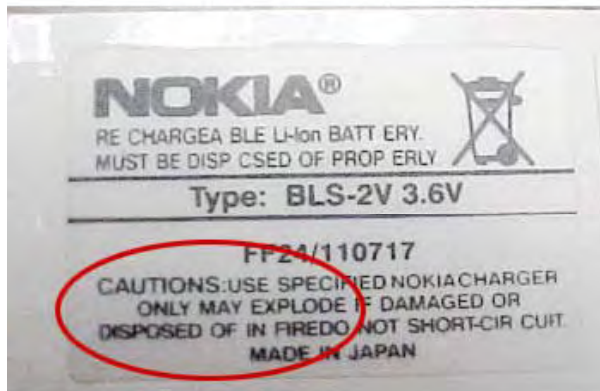 NOKIA®
RE CHARGEA BLE Li-Ion BATT ERY.
MUST BE DISP CSED OF PROP ERLY
Type: BLS-2V 3.6V
FF24/110717
CAUTIONS:USE SPECIFIED NOKIACHARGER
ONLY MAY EXPLODE IF DAMAGED OR
DISPOSED OF IN FIREDO NOT SHORT-CIR CUIT.
MADE IN JAPAN